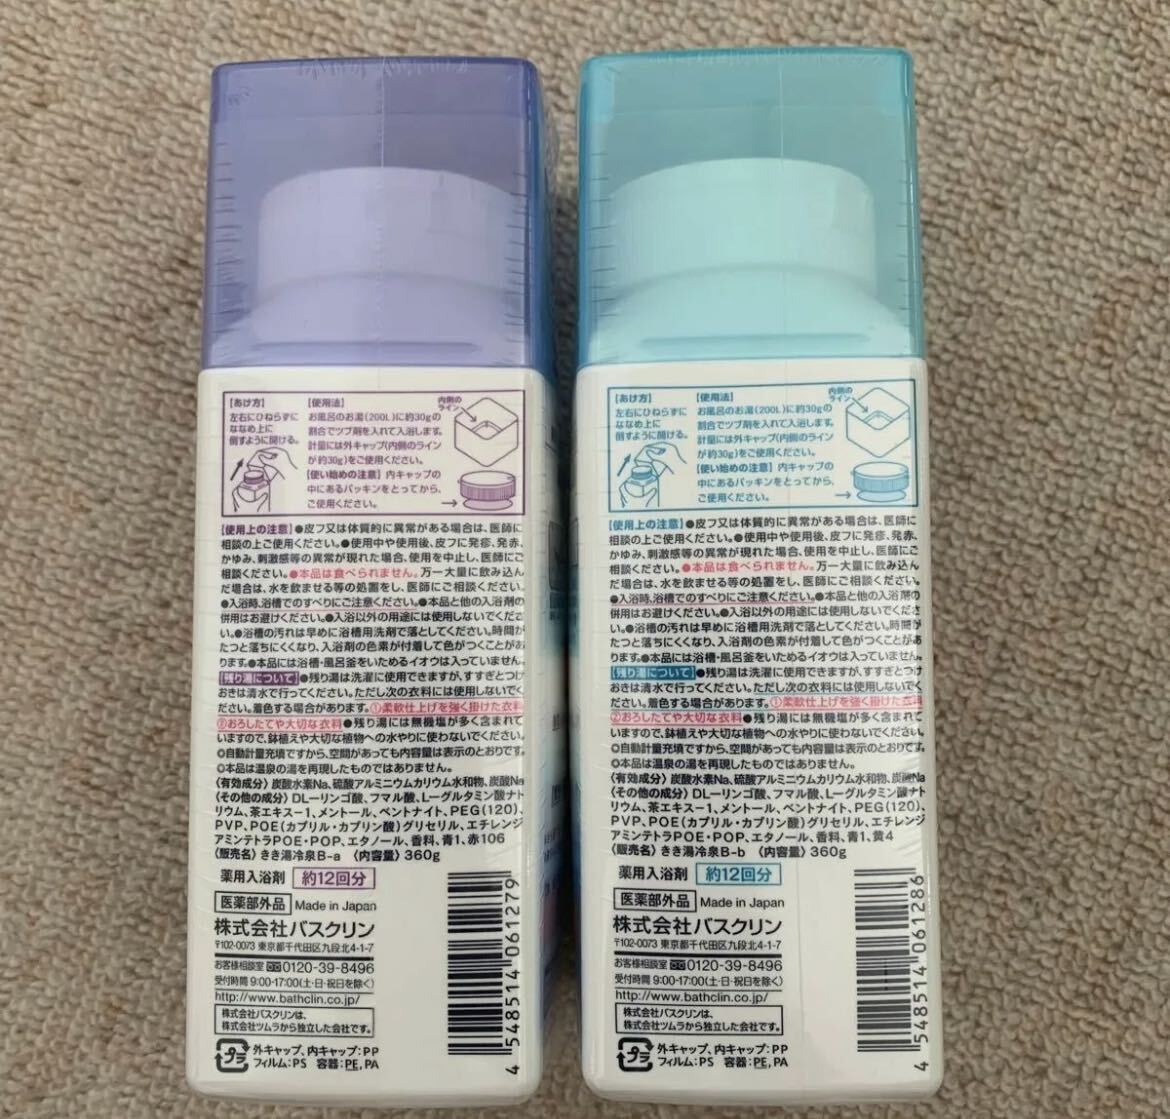 【あけ方】
左右にひねらずに
ななめ上に
倒すように開ける。
【使用法】
お風呂のお湯(200L)に約30gの
割合でツブ剤を入れて入浴します。
計量には外キャップ(内側のライン
が約30g)をご使用ください。
【使い始めの注意】内キャップの
中にあるパッキンをとってから、
ご使用ください。
内側の
ライン
【使用上の注意】●皮フ又は体質的に異常がある場合は、医師に
相談の上ご使用ください。●使用中や使用後、皮フに発疹、発赤、
かゆみ、刺激感等の異常が現れた場合、使用を中止し、医師にご
相談ください。●本品は食べられません。万一大量に飲み込ん
だ場合は、水を飲ませる等の処置をし、医師にご相談ください。
●入浴時、浴槽でのすべりにご注意ください。●本品と他の入浴剤の
併用はお避けください。●入浴以外の用途には使用しないでくださ
い。●浴槽の汚れは早めに浴槽用洗剤で落としてください。時間が
たつと落ちにくくなり、入浴剤の色素が付着して色がつくことがあ
ります。●本品には浴槽・風呂釜をいためるイオウは入っていません。
【残り湯について】●残り湯は洗濯に使用できますが、すすぎとつけ
おきは清水で行ってください。ただし次の衣料には使用しないでく
ださい。着色する場合があります。①柔軟仕上げを強く掛けた衣料
②おろしたてや大切な衣料●残り湯には無機塩が多く含まれて
いますので、鉢植えや大切な植物への水やりに使わないでください。
◎自動計量充填ですから、空間があっても内容量は表示のとおりです。
◎本品は温泉の湯を再現したものではありません。
〈有効成分〉炭酸水素Na、硫酸アルミニウムカリウム水和物、炭酸Na
〈その他の成分〉DL-リンゴ酸、フマル酸、L-グルタミン酸ナト
リウム、茶エキス-1、メントール、ベントナイト、PEG(120)、
PVP、POE(カプリル・カプリン酸)グリセリル、エチレンジ
アミンテトラPOE・POP、エタノール、香料、青1、赤106
〈販売名〉きき湯冷泉B-a 〈内容量〉360g
薬用入浴剤 約12回分
医薬部外品 Made in Japan
株式会社バスクリン
〒102-0073 東京都千代田区九段北4-1-7
お客様相談室 0120-39-8496
受付時間 9:00-17:00(土・日・祝日を除く)
http://www.bathclin.co.jp/
株式会社バスクリンは、
株式会社ツムラから独立した会社です。
プラ
外キャップ、内キャップ:PP
フィルム:PS 容器:PE,PA
4 548514 061279
【あけ方】
左右にひねらずに
ななめ上に
倒すように開ける。
【使用法】
お風呂のお湯(200L)に約30gの
割合でツブ剤を入れて入浴します。
計量には外キャップ(内側のライン
が約30g)をご使用ください。
【使い始めの注意】内キャップの
中にあるパッキンをとってから、
ご使用ください。
内側の
ライン
【使用上の注意】●皮フ又は体質的に異常がある場合は、医師に
相談の上ご使用ください。●使用中や使用後、皮フに発疹、発赤、
かゆみ、刺激感等の異常が現れた場合、使用を中止し、医師にご
相談ください。●本品は食べられません。万一大量に飲み込ん
だ場合は、水を飲ませる等の処置をし、医師にご相談ください。
●入浴時、浴槽でのすべりにご注意ください。●本品と他の入浴剤の
併用はお避けください。●入浴以外の用途には使用しないでくださ
い。●浴槽の汚れは早めに浴槽用洗剤で落としてください。時間が
たつと落ちにくくなり、入浴剤の色素が付着して色がつくことがあ
ります。●本品には浴槽・風呂釜をいためるイオウは入っていません。
【残り湯について】●残り湯は洗濯に使用できますが、すすぎとつけ
おきは清水で行ってください。ただし次の衣料には使用しないでく
ださい。着色する場合があります。①柔軟仕上げを強く掛けた衣料
②おろしたてや大切な衣料●残り湯には無機塩が多く含まれて
いますので、鉢植えや大切な植物への水やりに使わないでください。
◎自動計量充填ですから、空間があっても内容量は表示のとおりです。
◎本品は温泉の湯を再現したものではありません。
〈有効成分〉炭酸水素Na、硫酸アルミニウムカリウム水和物、炭酸Na
〈その他の成分〉DL-リンゴ酸、フマル酸、L-グルタミン酸ナト
リウム、茶エキス-1、メントール、ベントナイト、PEG(120)、
PVP、POE(カプリル・カプリン酸)グリセリル、エチレンジ
アミンテトラPOE・POP、エタノール、香料、青1、黄4
〈販売名〉きき湯冷泉B-b 〈内容量〉360g
薬用入浴剤 約12回分
医薬部外品 Made in Japan
株式会社バスクリン
〒102-0073 東京都千代田区九段北4-1-7
お客様相談室 0120-39-8496
受付時間 9:00-17:00(土・日・祝日を除く)
http://www.bathclin.co.jp/
株式会社バスクリンは、
株式会社ツムラから独立した会社です。
プラ
外キャップ、内キャップ:PP
フィルム:PS 容器:PE,PA
4 548514 061286